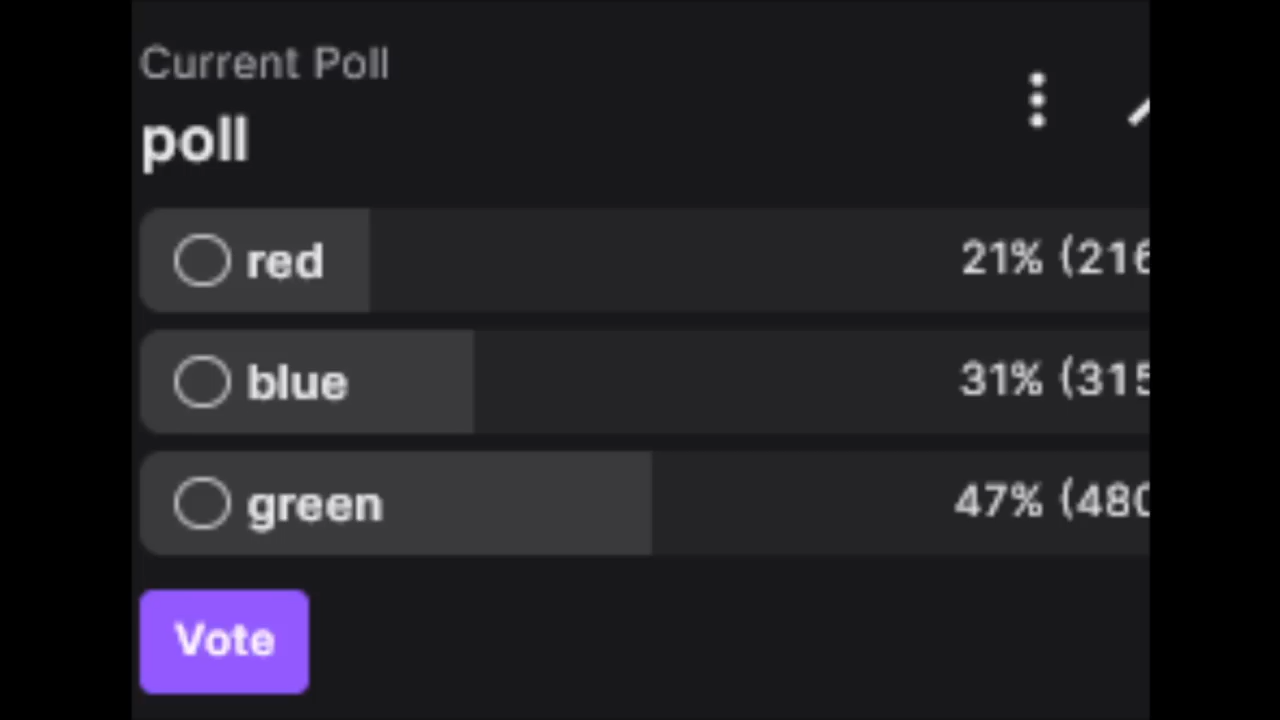 Current Poll
poll
red 21% (216
blue 31% (315
green 47% (480
Vote